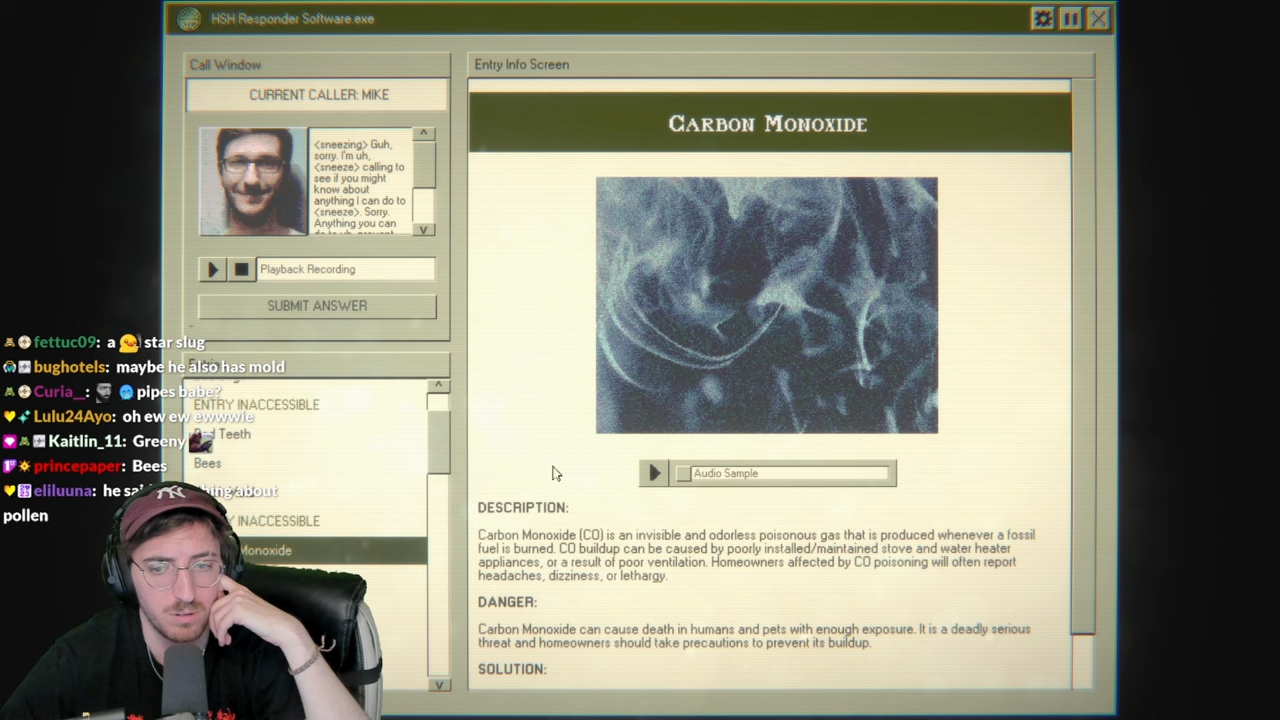 HSH Responder Software.exe
Call Window
CURRENT CALLER: MIKE
<sneezing> Guh,
sorry. I'm uh,
<sneeze> calling to
see if you might
know about
anything I can do to
<sneeze>. Sorry.
Anything you can
Playback Recording
SUBMIT ANSWER
ENTRY INACCESSIBLE
Teeth
Bees
INACCESSIBLE
Monoxide
fettuc09: a star slug
bughotels: maybe he also has mold
Curia__: pipes babe?
Lulu24Ayo: oh ew ew ewwwie
Kaitlin_11: Greeny
princepaper: Bees
eliluuna: he about
pollen
Entry Info Screen
CARBON MONOXIDE
Audio Sample
DESCRIPTION:
Carbon Monoxide (CO) is an invisible and odorless poisonous gas that is produced whenever a fossil
fuel is burned. CO buildup can be caused by poorly installed/maintained stove and water heater
appliances, or a result of poor ventilation. Homeowners affected by CO poisoning will often report
headaches, dizziness, or lethargy.
DANGER:
Carbon Monoxide can cause death in humans and pets with enough exposure. It is a deadly serious
threat and homeowners should take precautions to prevent its buildup.
SOLUTION: